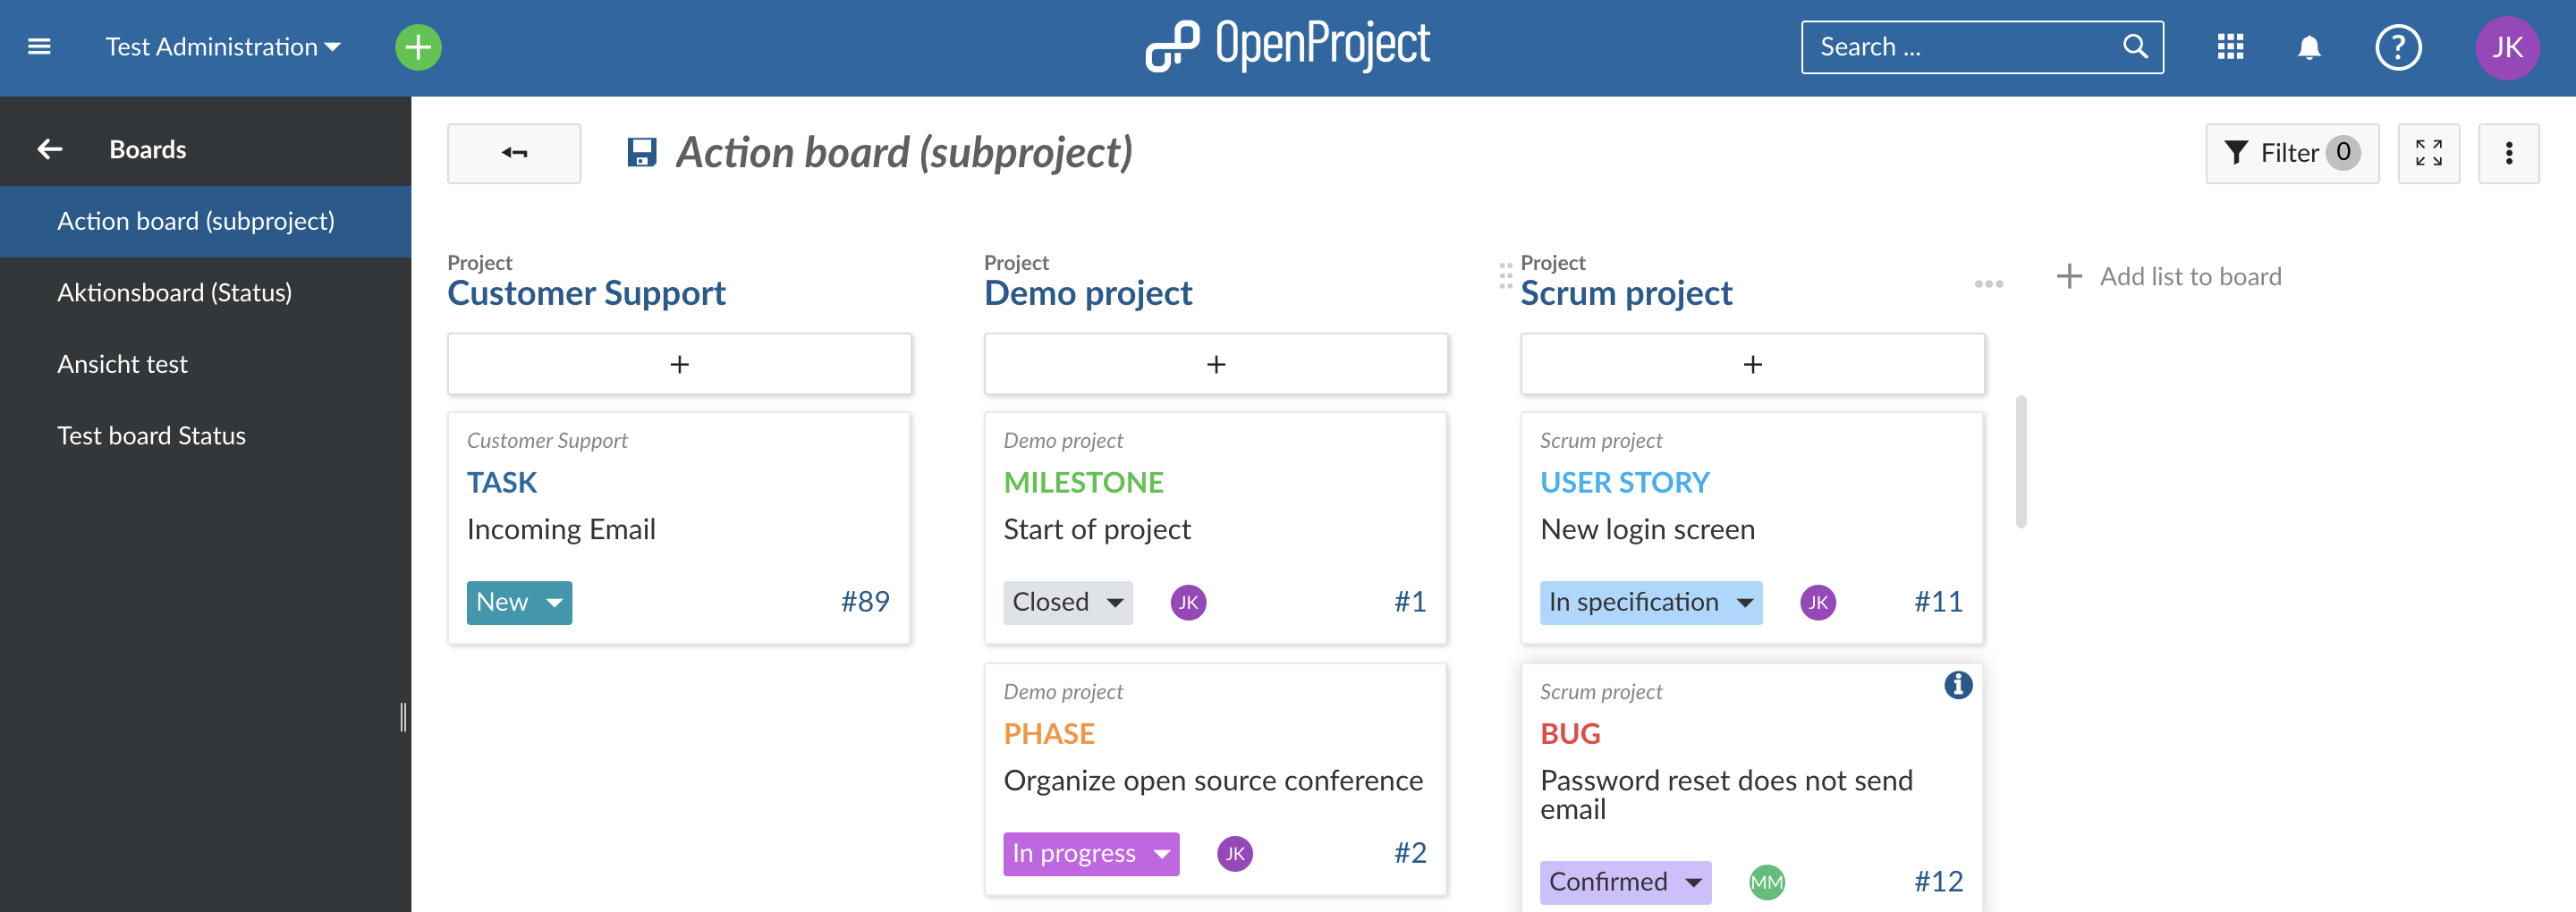 Test Administration
OpenProject
Search ...
?
JK
Boards
Action board (subproject)
Aktionsboard (Status)
Ansicht test
Test board Status
Action board (subproject)
Filter 0
Project
Customer Support
+
Customer Support
TASK
Incoming Email
New
#89
Project
Demo project
+
Demo project
MILESTONE
Start of project
Closed
JK
#1
Demo project
PHASE
Organize open source conference
In progress
JK
#2
Project
Scrum project
+
Scrum project
USER STORY
New login screen
In specification
JK
#11
Scrum project
BUG
Password reset does not send
email
Confirmed
MM
#12
+ Add list to board